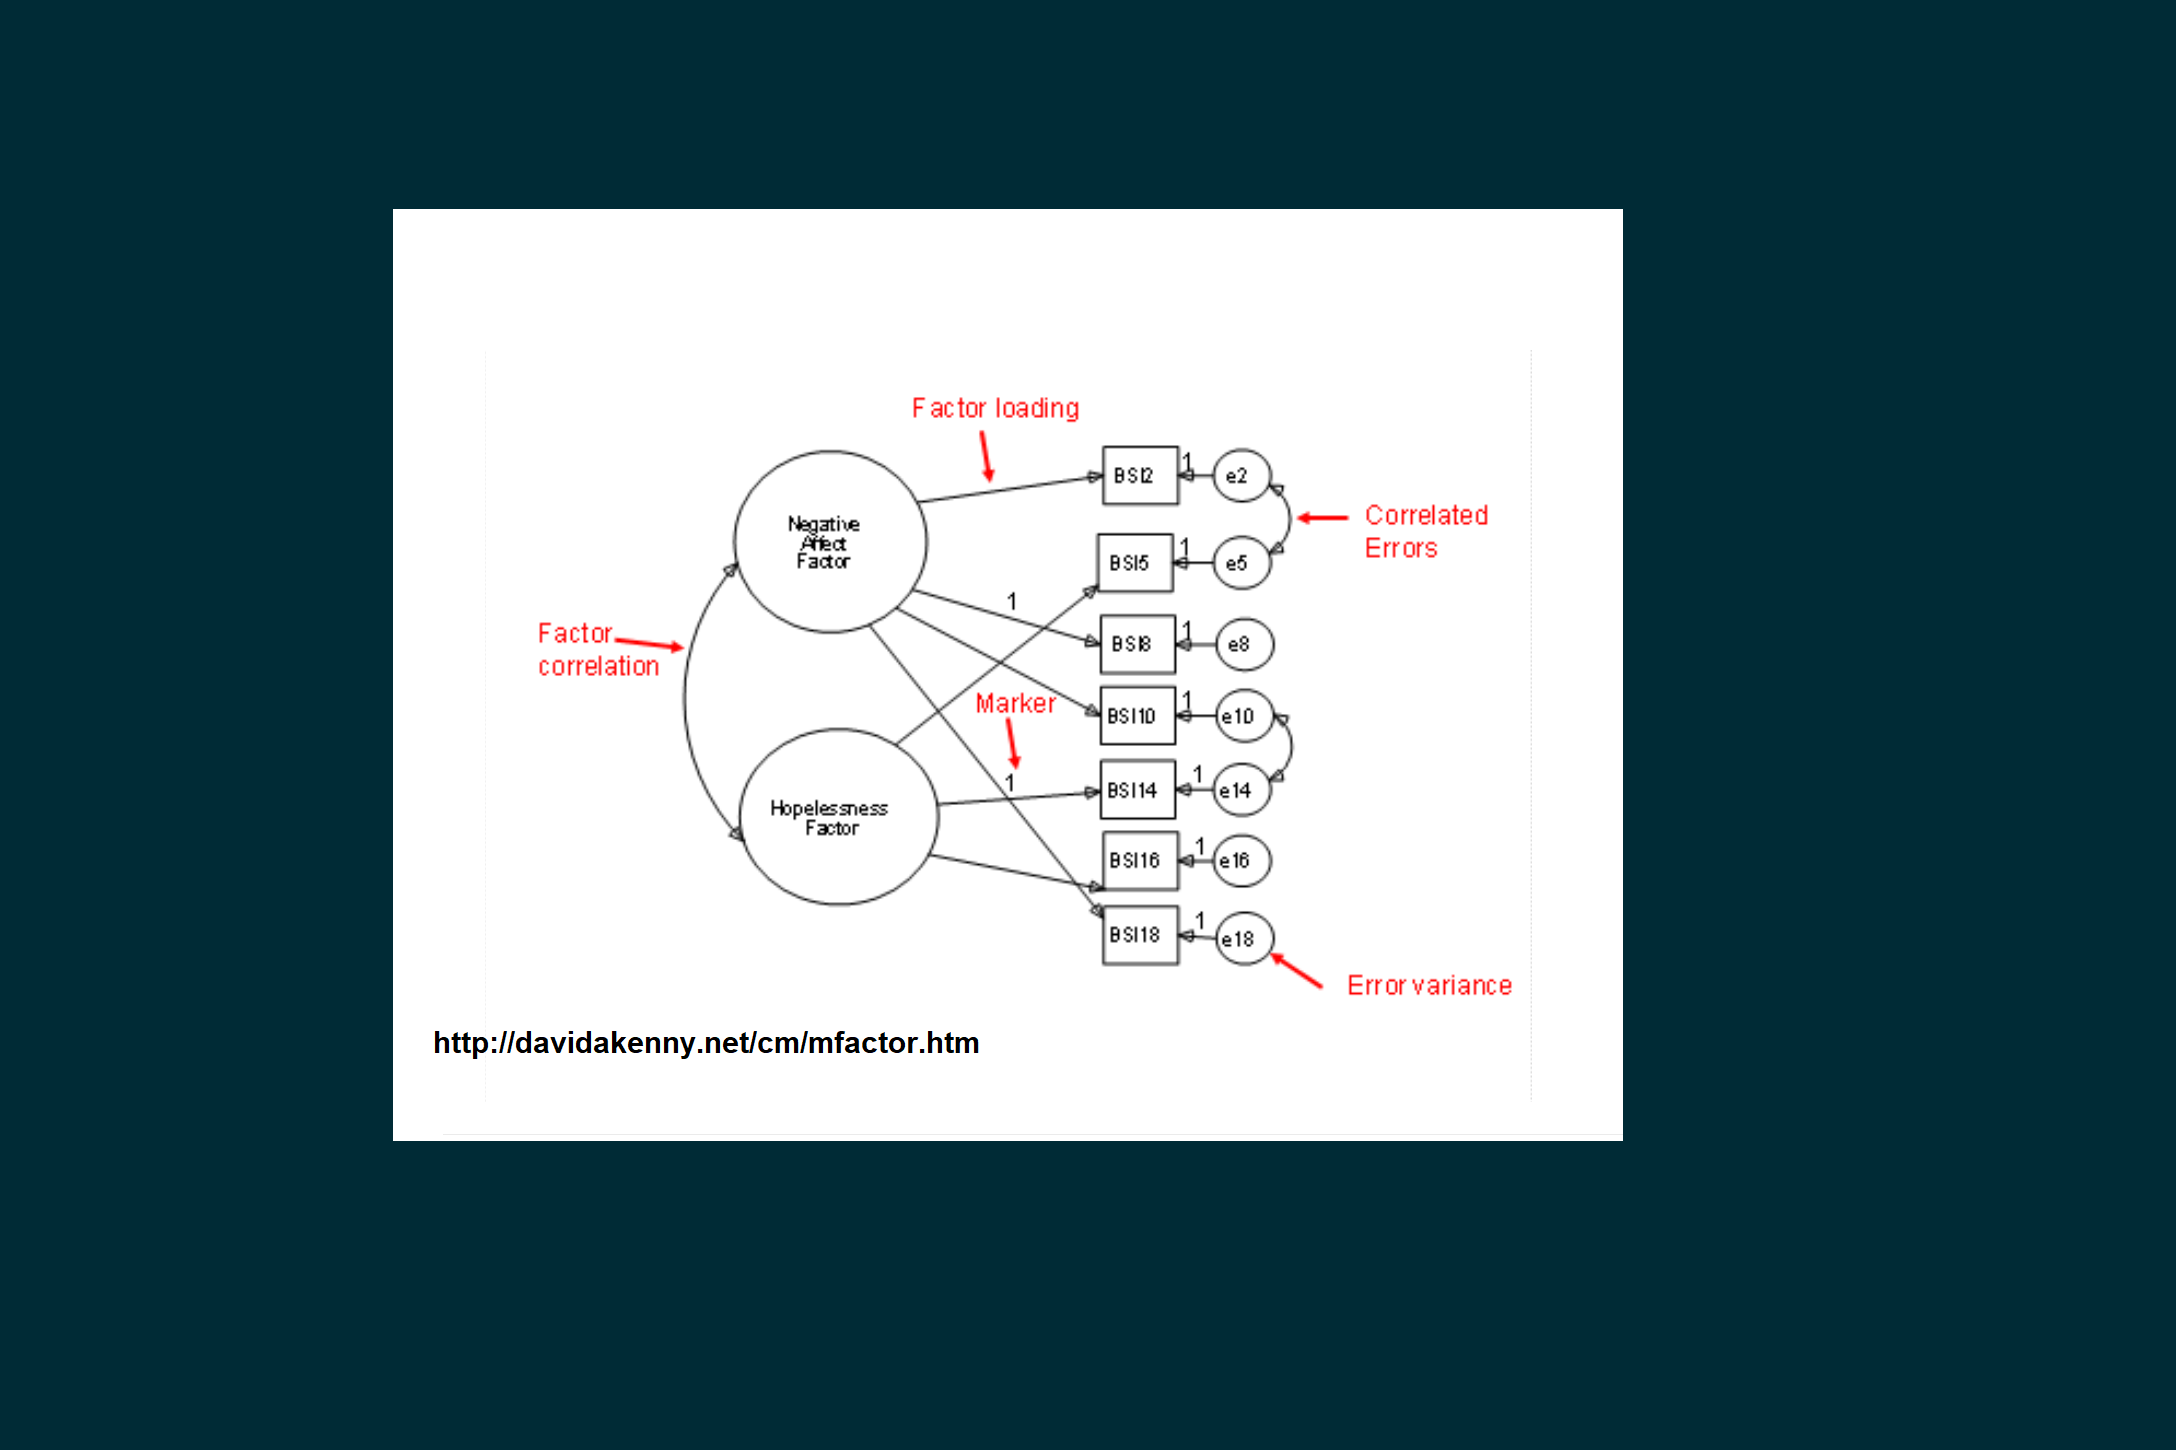 Factor loading
BSI2
1
e2
Correlated
Errors
Negative
Affect
Factor
BSI5
1
e5
1
Factor
correlation
BSI8
1
e8
Marker
BSI10
1
e10
1
BSI14
1
e14
Hopelessness
Factor
BSI16
1
e16
BSI18
1
e18
Error variance
http://davidakenny.net/cm/mfactor.htm